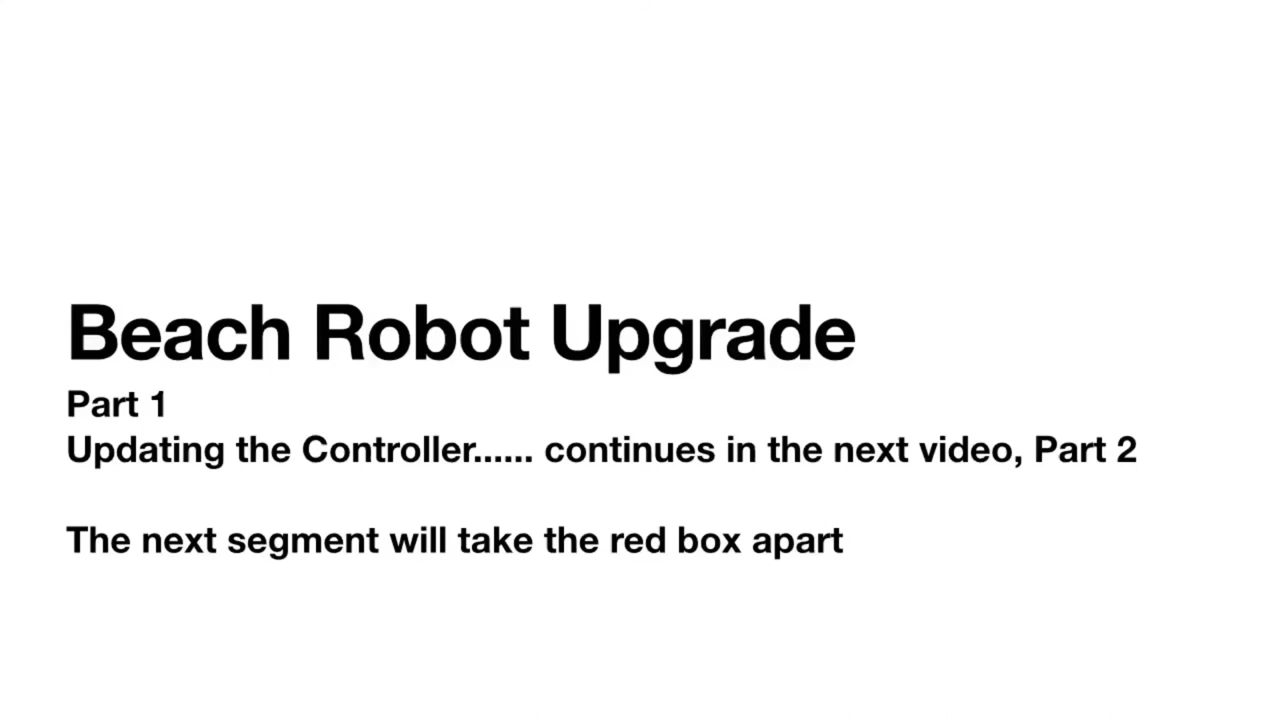 Beach Robot Upgrade
Part 1
Updating the Controller...... continues in the next video, Part 2
The next segment will take the red box apart